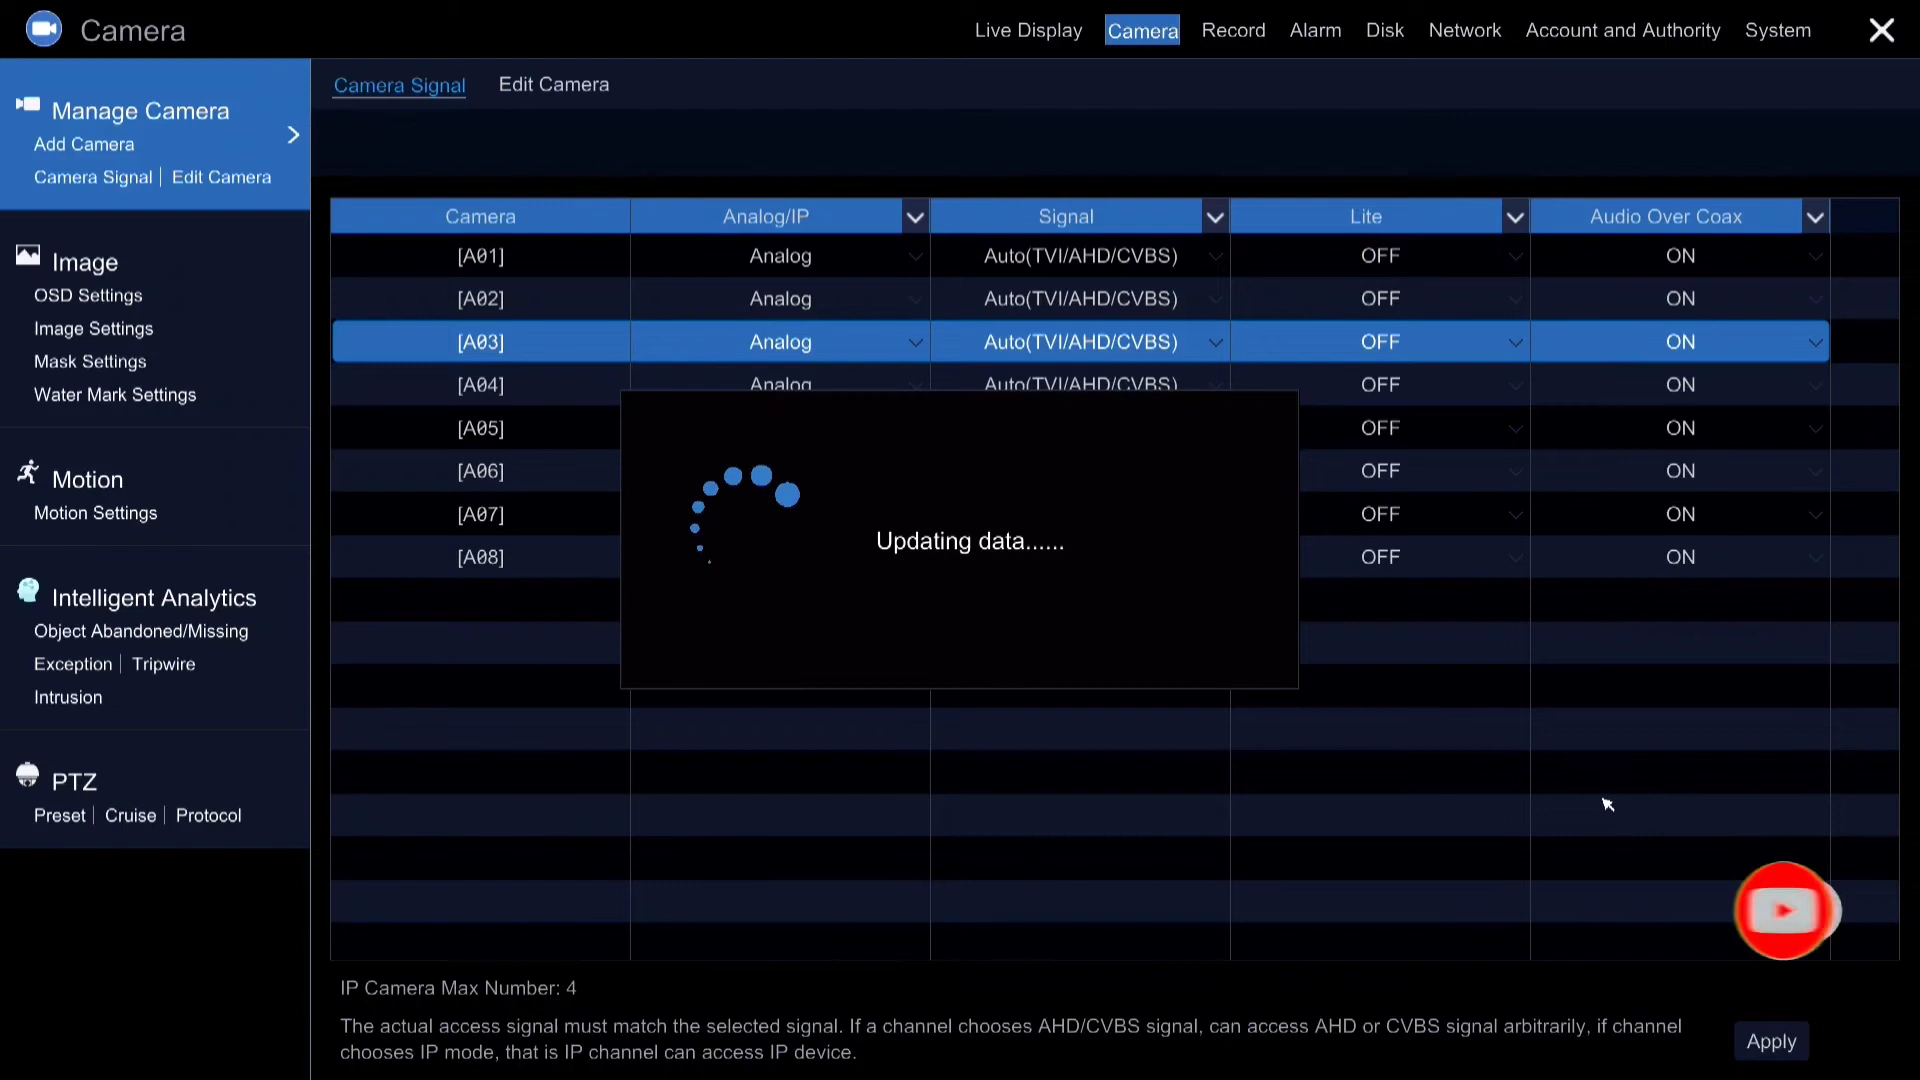 Camera
Live Display Camera Record Alarm Disk Network Account and Authority System
Manage Camera
Add Camera
Camera Signal Edit Camera
Image
OSD Settings
Image Settings
Mask Settings
Water Mark Settings
Motion
Motion Settings
Intelligent Analytics
Object Abandoned/Missing
Exception Tripwire
Intrusion
PTZ
Preset Cruise Protocol
Camera Signal Edit Camera
Camera Analog/IP Signal Lite Audio Over Coax
[A01] Analog Auto(TVI/AHD/CVBS) OFF ON
[A02] Analog Auto(TVI/AHD/CVBS) OFF ON
[A03] Analog Auto(TVI/AHD/CVBS) OFF ON
[A04] Analog Auto(TVI/AHD/CVBS) OFF ON
[A05] OFF ON
[A06] OFF ON
[A07] OFF ON
[A08] OFF ON
Updating data......
IP Camera Max Number: 4
The actual access signal must match the selected signal. If a channel chooses AHD/CVBS signal, can access AHD or CVBS signal arbitrarily, if channel
chooses IP mode, that is IP channel can access IP device.
Apply